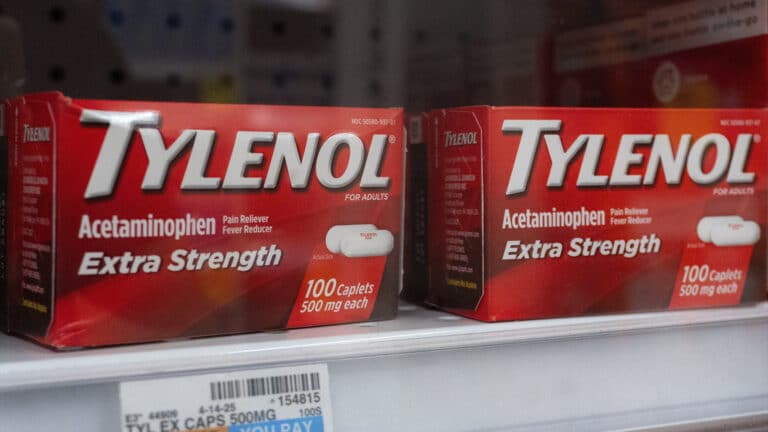 TYLENOL
TYLENOL®
FOR ADULTS
Acetaminophen
Pain Reliever
Fever Reducer
Extra Strength
Actual Size
100 Caplets
500 mg each
TYLENOL
TYLENOL®
FOR ADULTS
Acetaminophen
Pain Reliever
Fever Reducer
Extra Strength
100 Caplets
500 mg each
154815
4-14-25
TYL EX CAPS 500MG
100S
YOU PAY